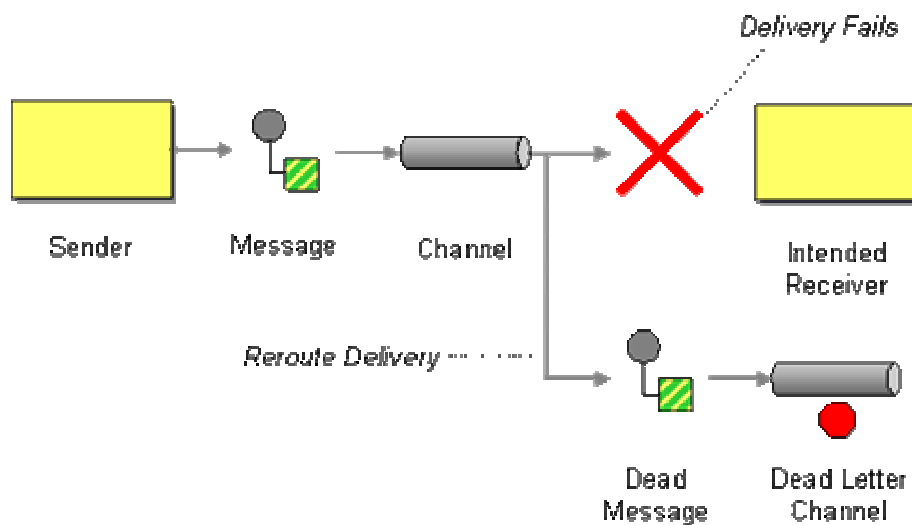 Delivery Fails
Sender
Message
Channel
Intended
Receiver
Reroute Delivery
Dead
Message
Dead Letter
Channel